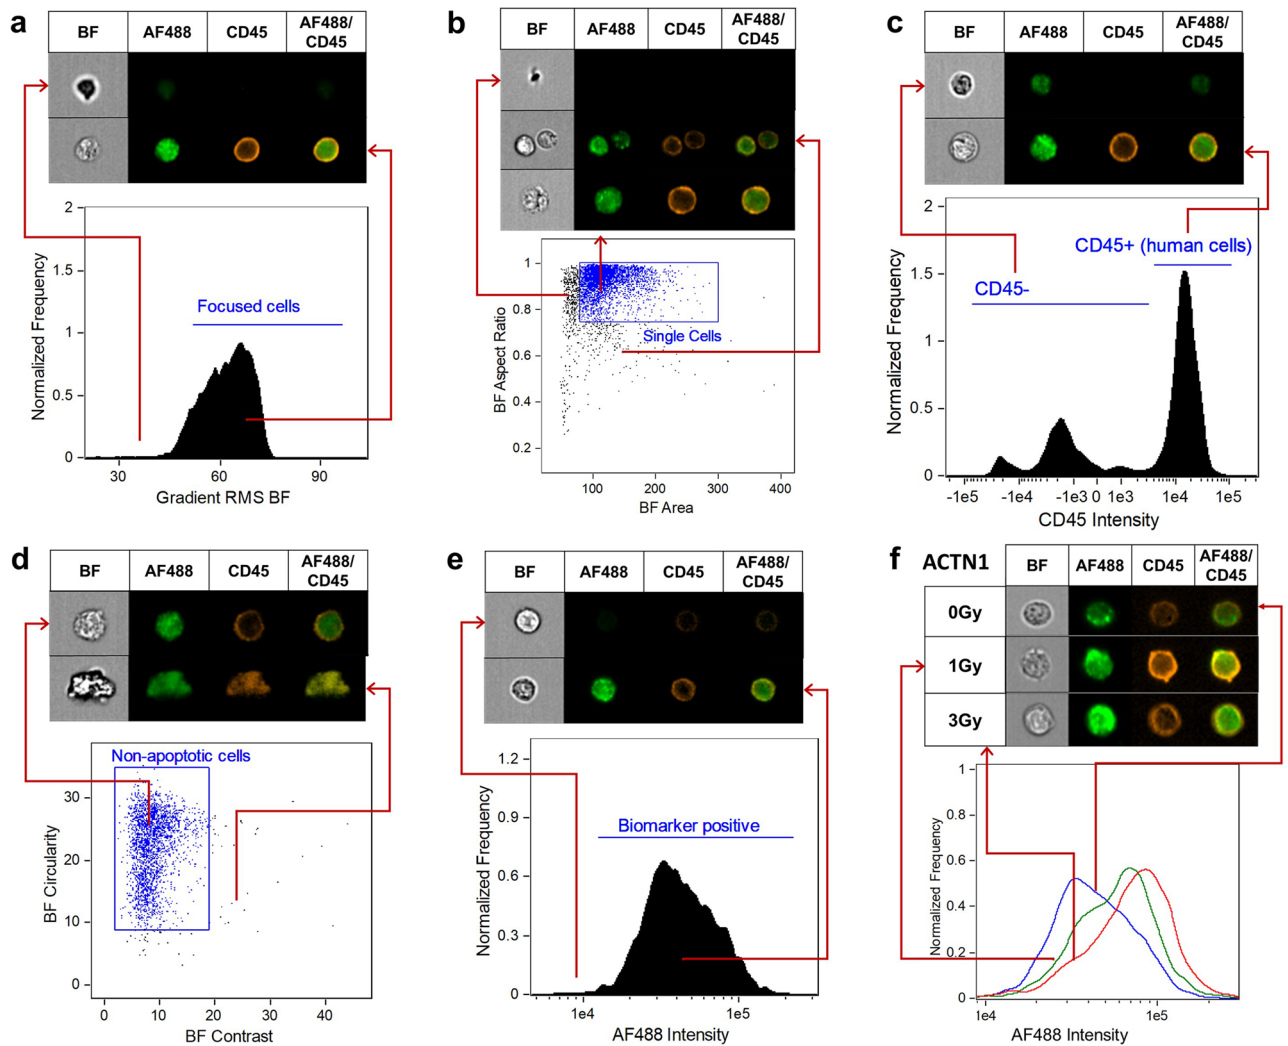 a
BF AF488 CD45 AF488/
CD45
2
1.5
1
0.5
0
Normalized Frequency
Focused cells
30 60 90
Gradient RMS BF
b
BF AF488 CD45 AF488/
CD45
1
0.8
0.6
0.4
0.2
BF Aspect Ratio
Single Cells
100 200 300 400
BF Area
c
BF AF488 CD45 AF488/
CD45
2
1.5
1
0.5
0
Normalized Frequency
CD45+ (human cells)
CD45-
-1e5 -1e4 -1e3 0 1e3 1e4 1e5
CD45 Intensity
d
BF AF488 CD45 AF488/
CD45
Non-apoptotic cells
30
20
10
0
BF Circularity
0 10 20 30 40
BF Contrast
e
BF AF488 CD45 AF488/
CD45
1.2
0.9
0.6
0.3
0
Normalized Frequency
Biomarker positive
1e4 1e5
AF488 Intensity
f ACTN1
BF AF488 CD45 AF488/
CD45
0Gy
1Gy
3Gy
1
0.8
0.6
0.4
0.2
0
Normalized Frequency
1e4 1e5
AF488 Intensity